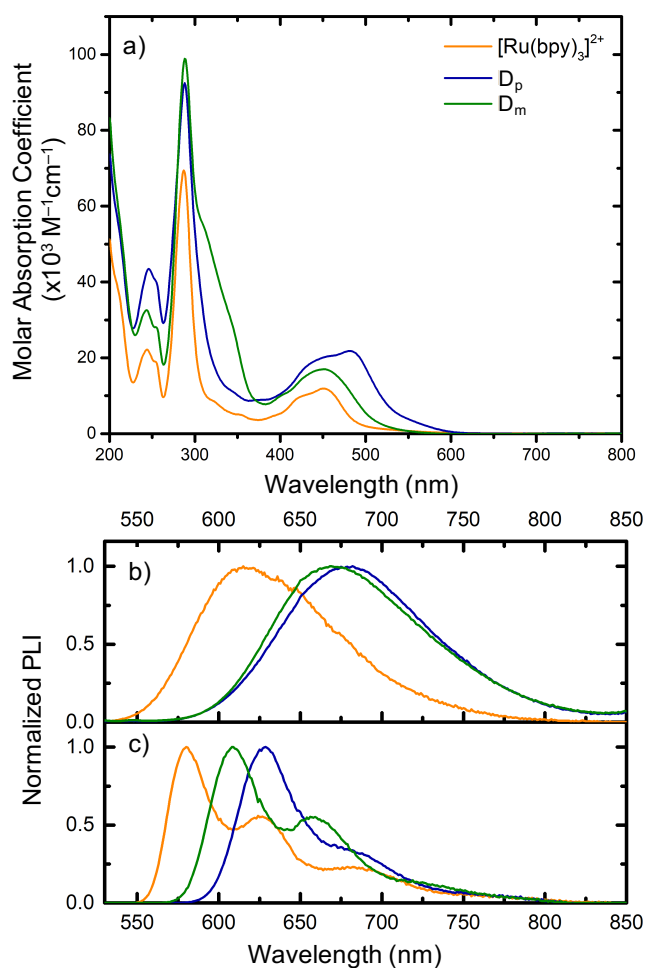 a)
[Ru(bpy)₃]²⁺
Dₚ
Dₘ
Molar Absorption Coefficient
(x10³ M⁻¹cm⁻¹)
100
80
60
40
20
0
200 300 400 500 600 700 800
Wavelength (nm)
550 600 650 700 750 800 850
b)
1.0
0.5
0.0
Normalized PLI
c)
1.0
0.5
0.0
550 600 650 700 750 800 850
Wavelength (nm)